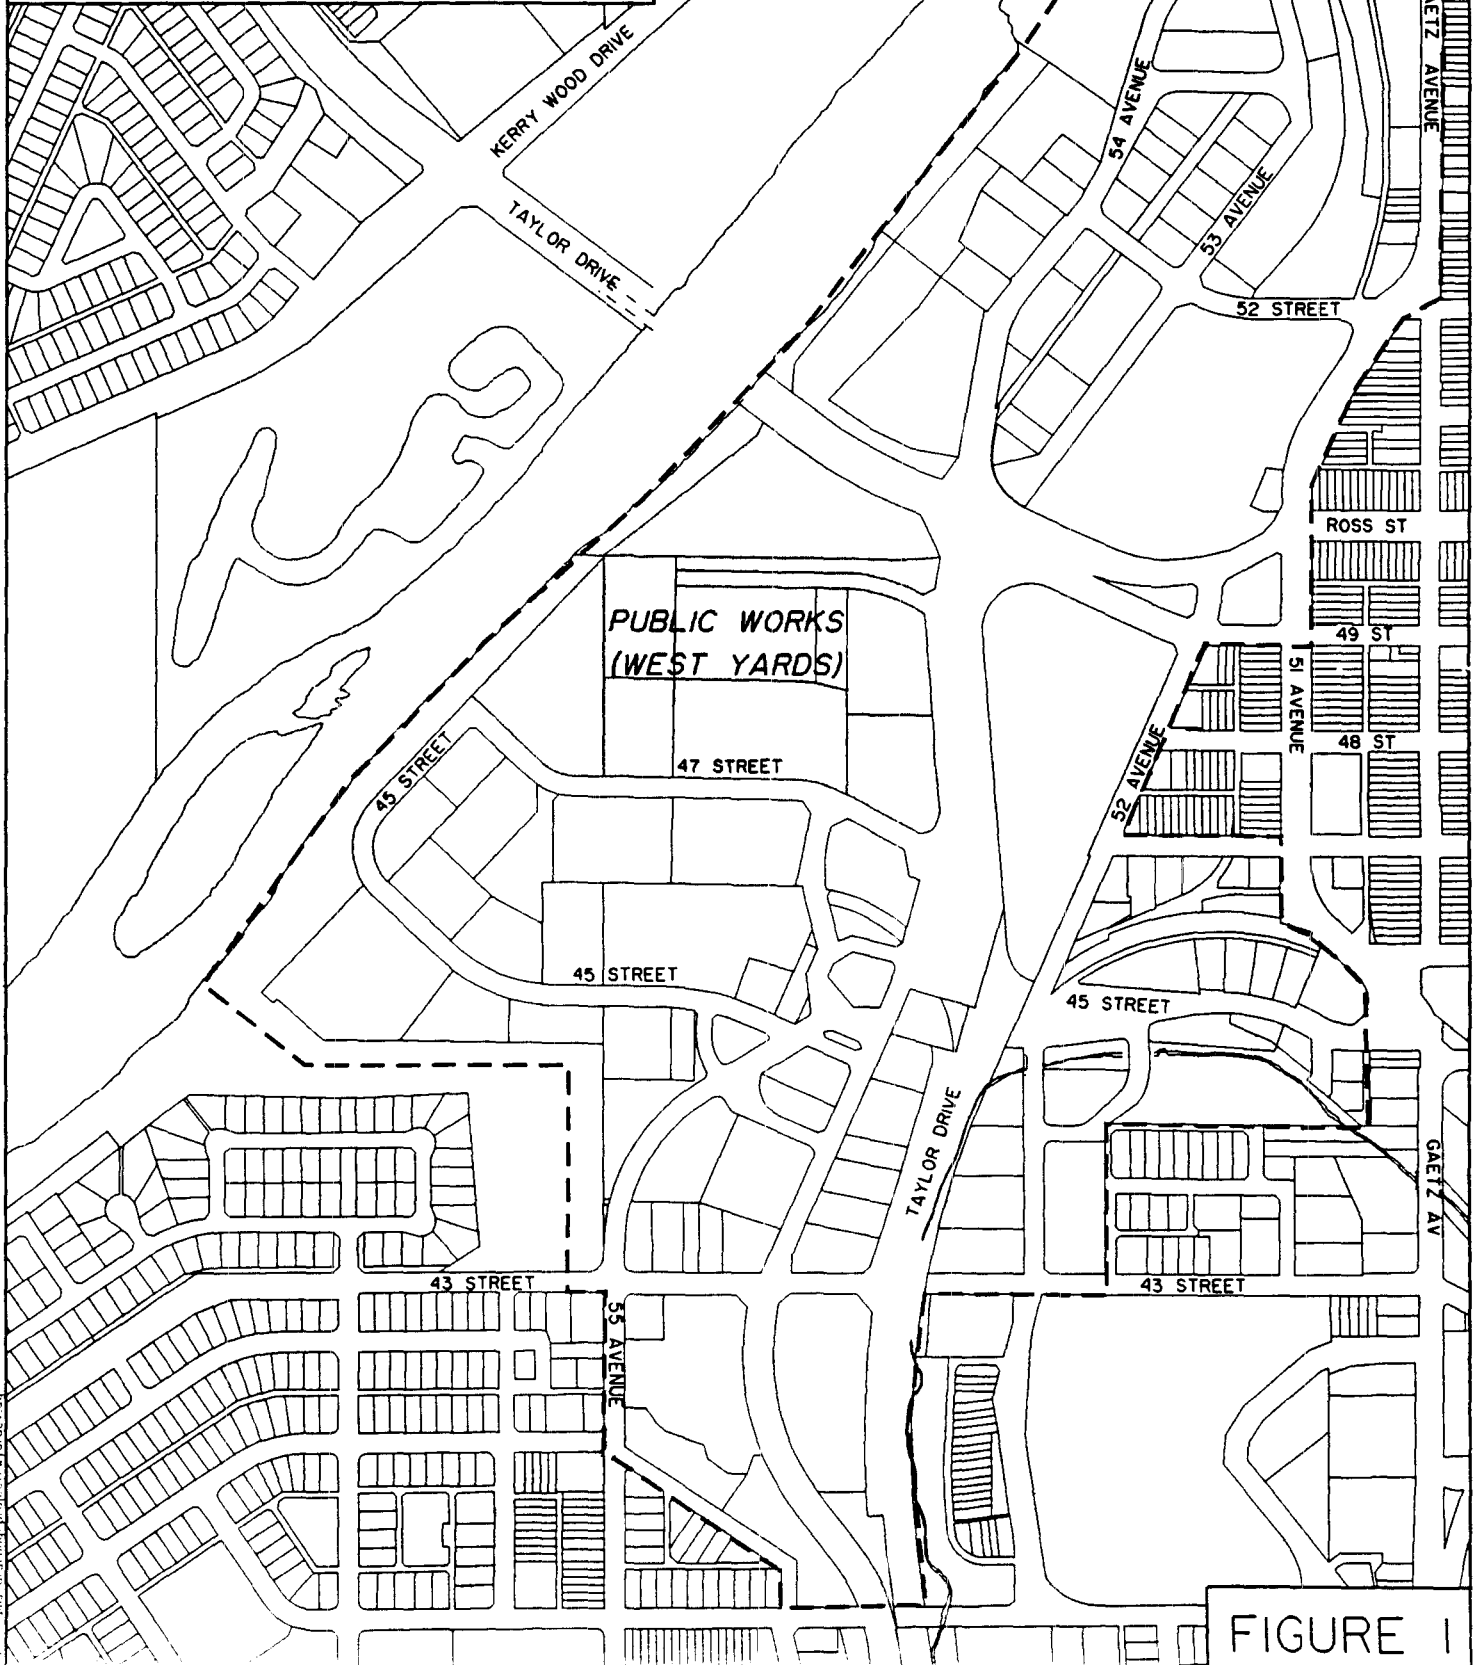 GAETZ AVENUE
KERRY WOOD DRIVE
54 AVENUE
53 AVENUE
TAYLOR DRIVE
52 STREET
ROSS ST
PUBLIC WORKS
(WEST YARDS)
49 ST
51 AVENUE
48 ST
45 STREET
47 STREET
52 AVENUE
45 STREET
45 STREET
TAYLOR DRIVE
GAETZ AV
43 STREET
43 STREET
55 AVENUE
FIGURE 1